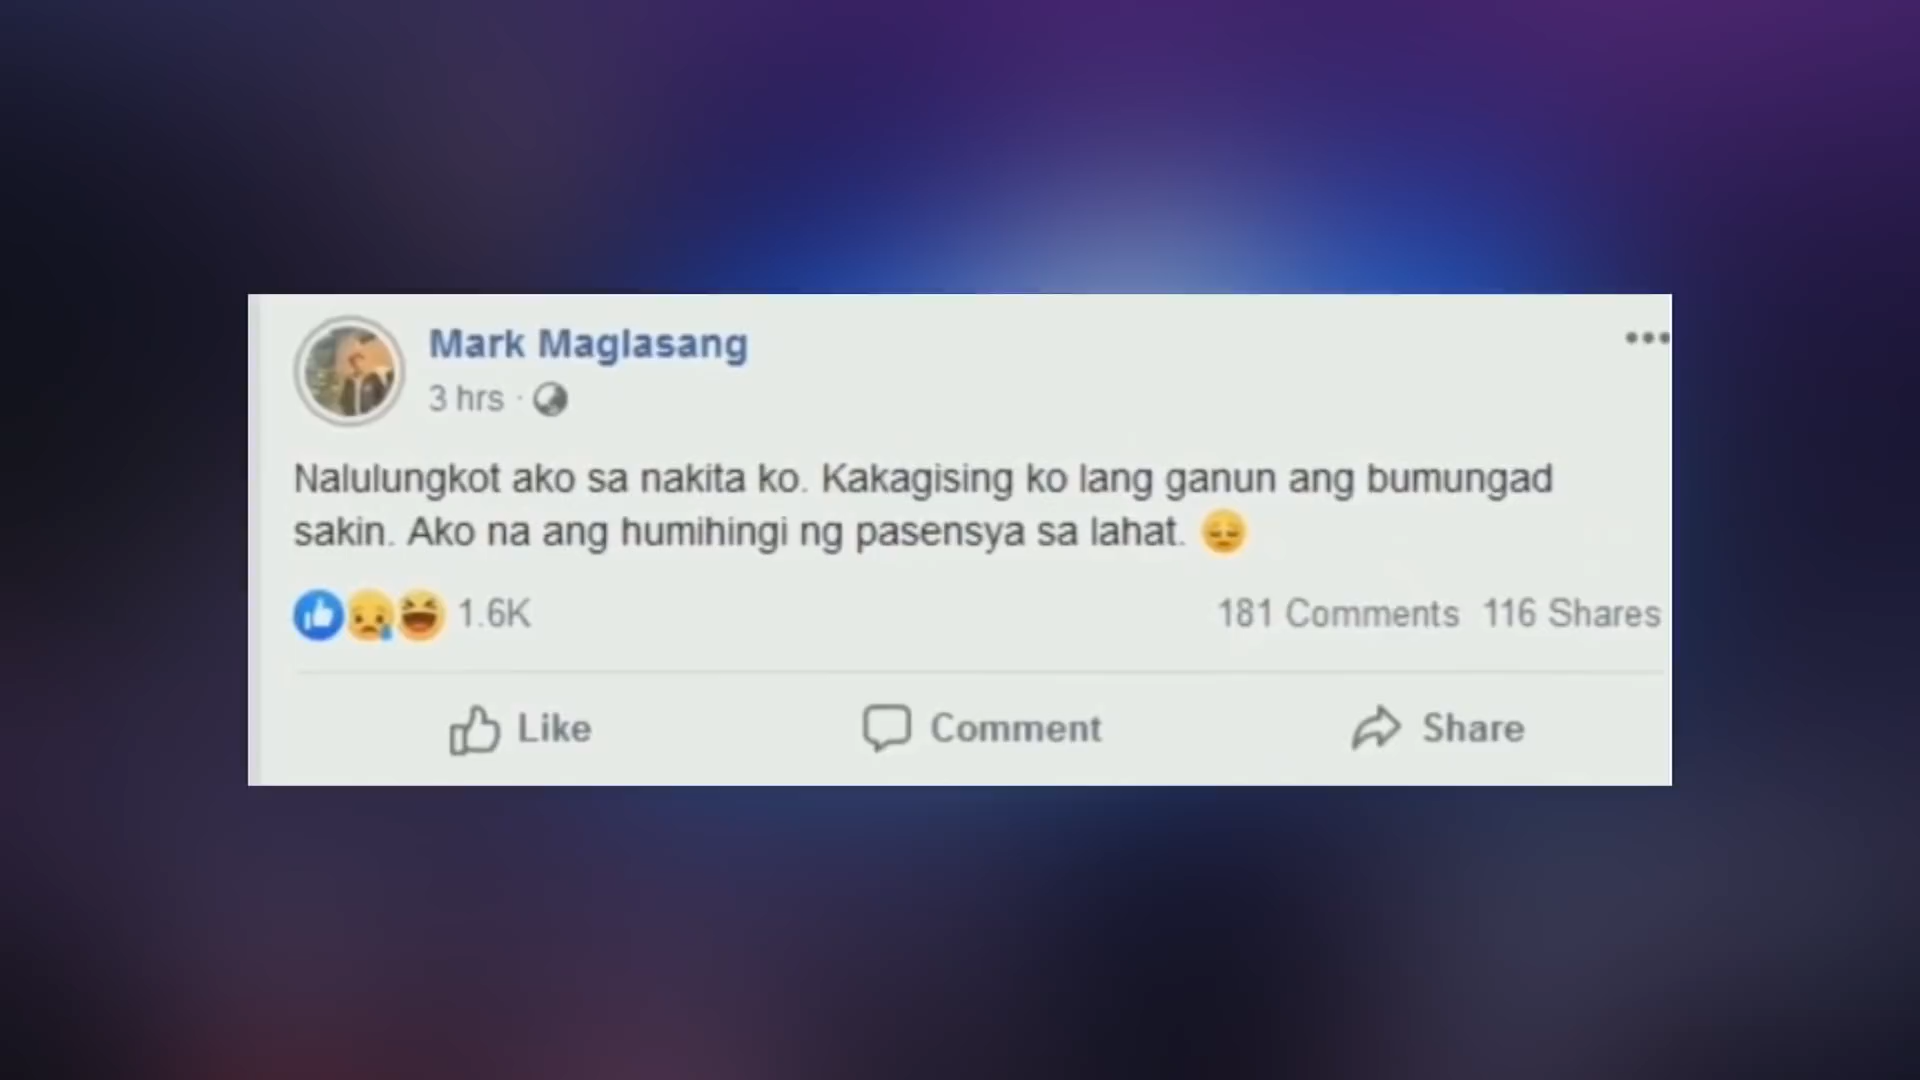 Mark Maglasang
3 hrs ·
Nalulungkot ako sa nakita ko. Kakagising ko lang ganun ang bumungad
sakin. Ako na ang humihingi ng pasensya sa lahat. 😔
1.6K 181 Comments 116 Shares
Like Comment Share